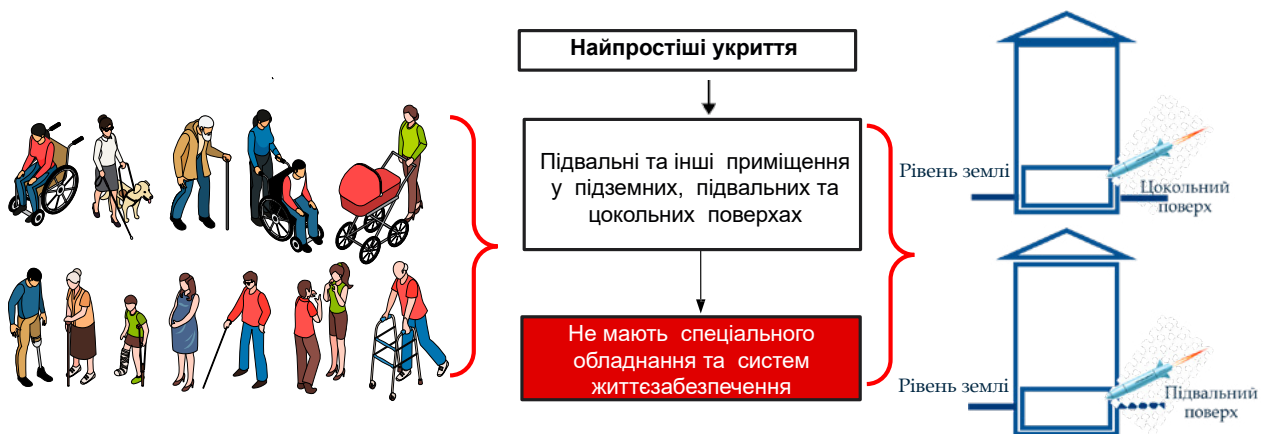 Найпростіші укриття
Підвальні та інші приміщення
у підземних, підвальних та
цокольних поверхах
Не мають спеціального
обладнання та систем
життєзабезпечення
Рівень землі
Цокольний
поверх
Рівень землі
Підвальний
поверх